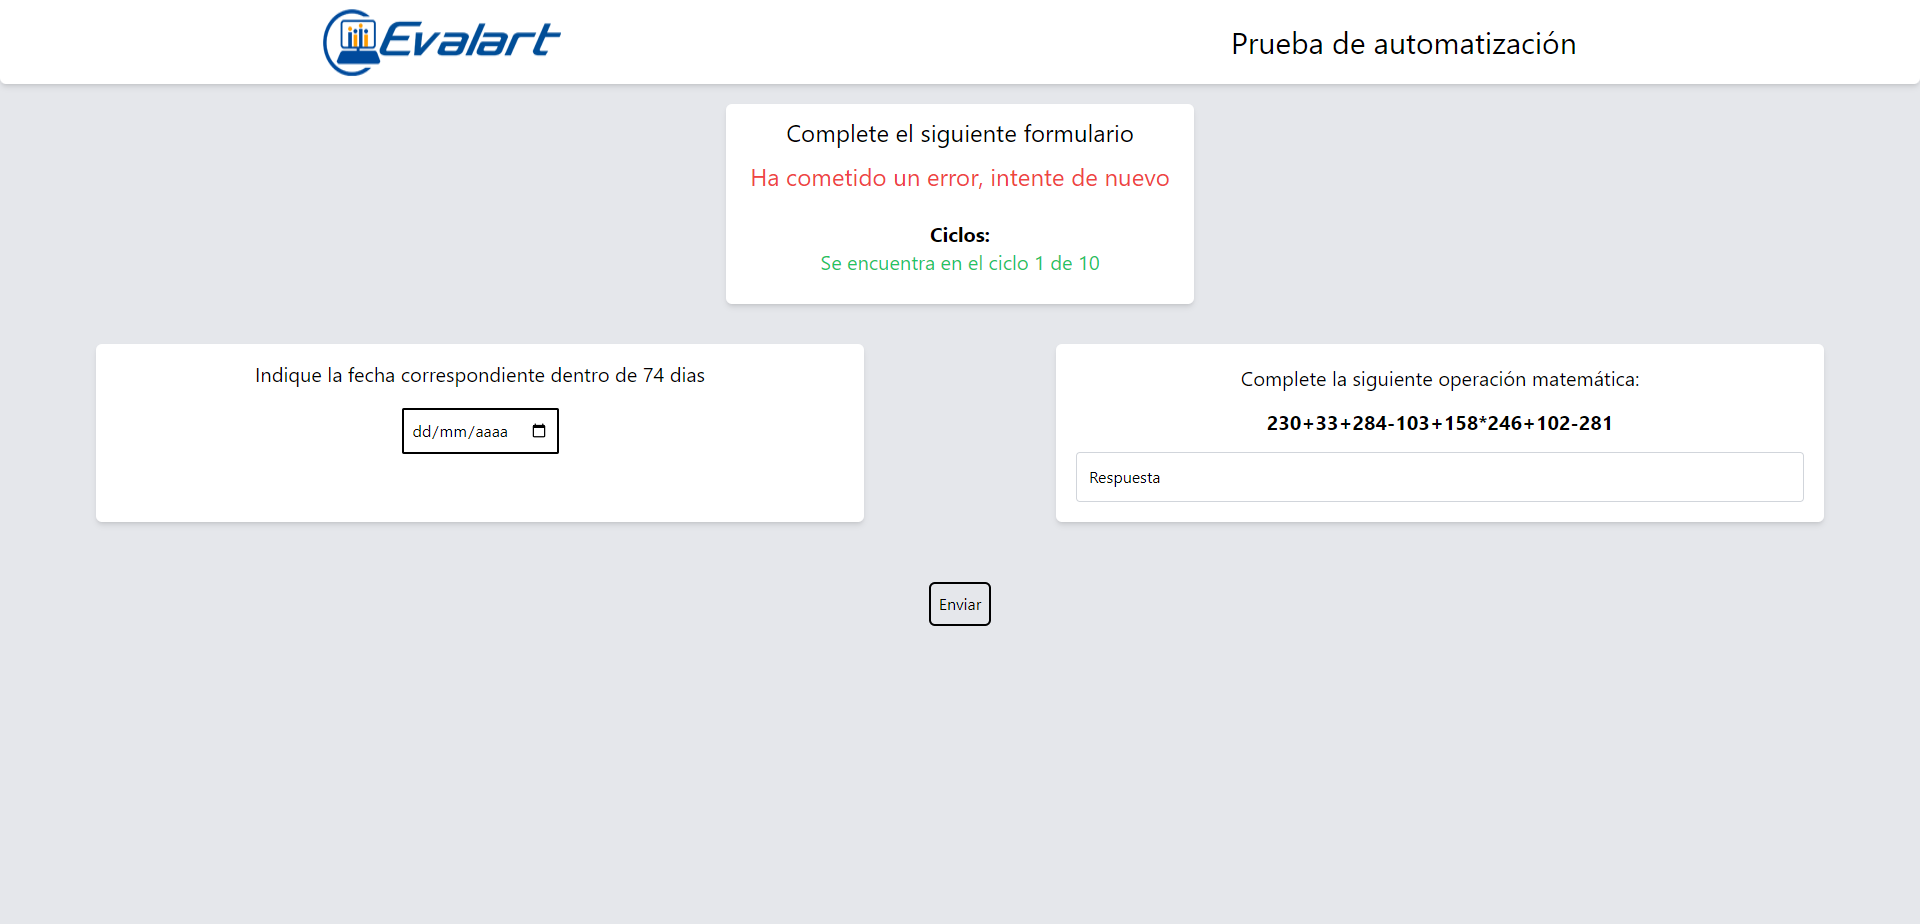 Evalart
Prueba de automatización
Complete el siguiente formulario
Ha cometido un error, intente de nuevo
Ciclos:
Se encuentra en el ciclo 1 de 10
Indique la fecha correspondiente dentro de 74 dias
dd/mm/aaaa
Complete la siguiente operación matemática:
230+33+284-103+158*246+102-281
Respuesta
Enviar